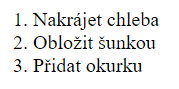 1. Nakrájet chleba
2. Obložit šunkou
3. Přidat okurku